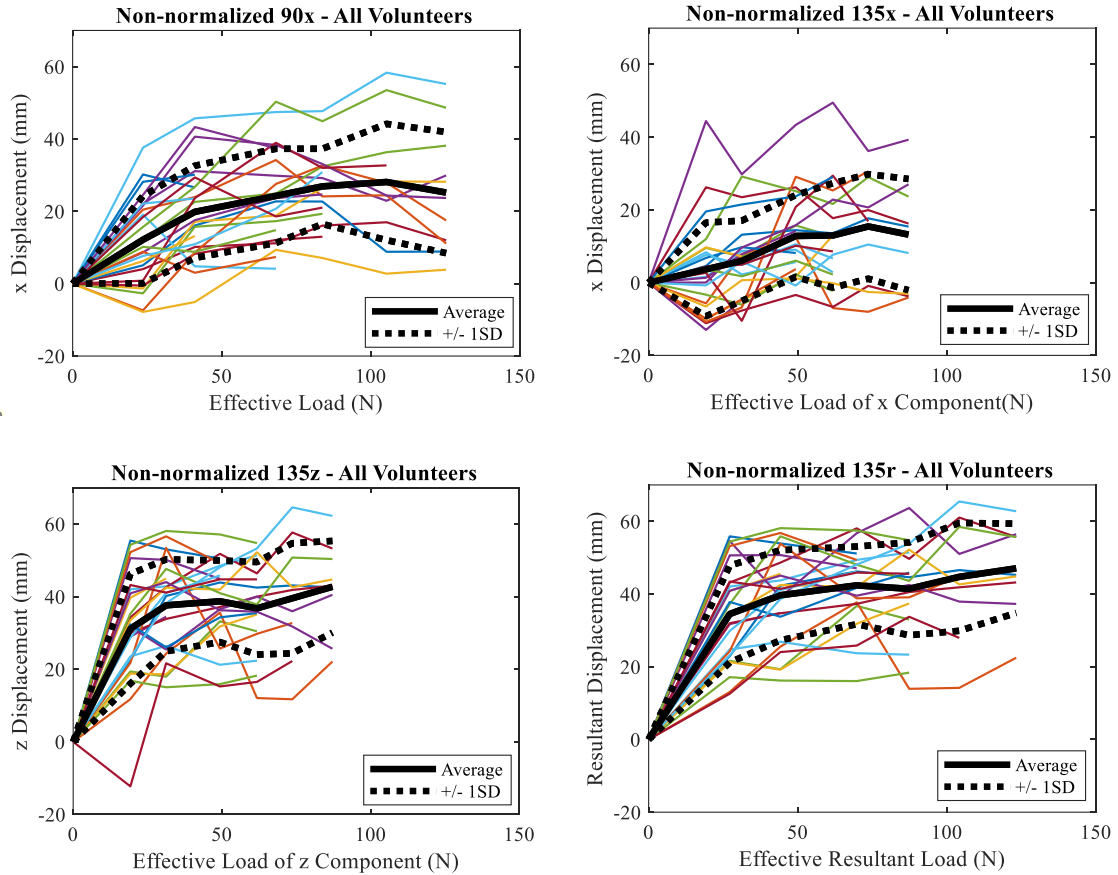 Non-normalized 90x - All Volunteers
x Displacement (mm)
60
40
20
0
-20
0
50
100
150
Effective Load (N)
Average
+/- 1SD
Non-normalized 135x - All Volunteers
x Displacement (mm)
60
40
20
0
-20
0
50
100
150
Effective Load of x Component(N)
Average
+/- 1SD
Non-normalized 135z - All Volunteers
z Displacement (mm)
60
40
20
0
-20
0
50
100
150
Effective Load of z Component (N)
Average
+/- 1SD
Non-normalized 135r - All Volunteers
Resultant Displacement (mm)
60
40
20
0
-20
0
50
100
150
Effective Resultant Load (N)
Average
+/- 1SD